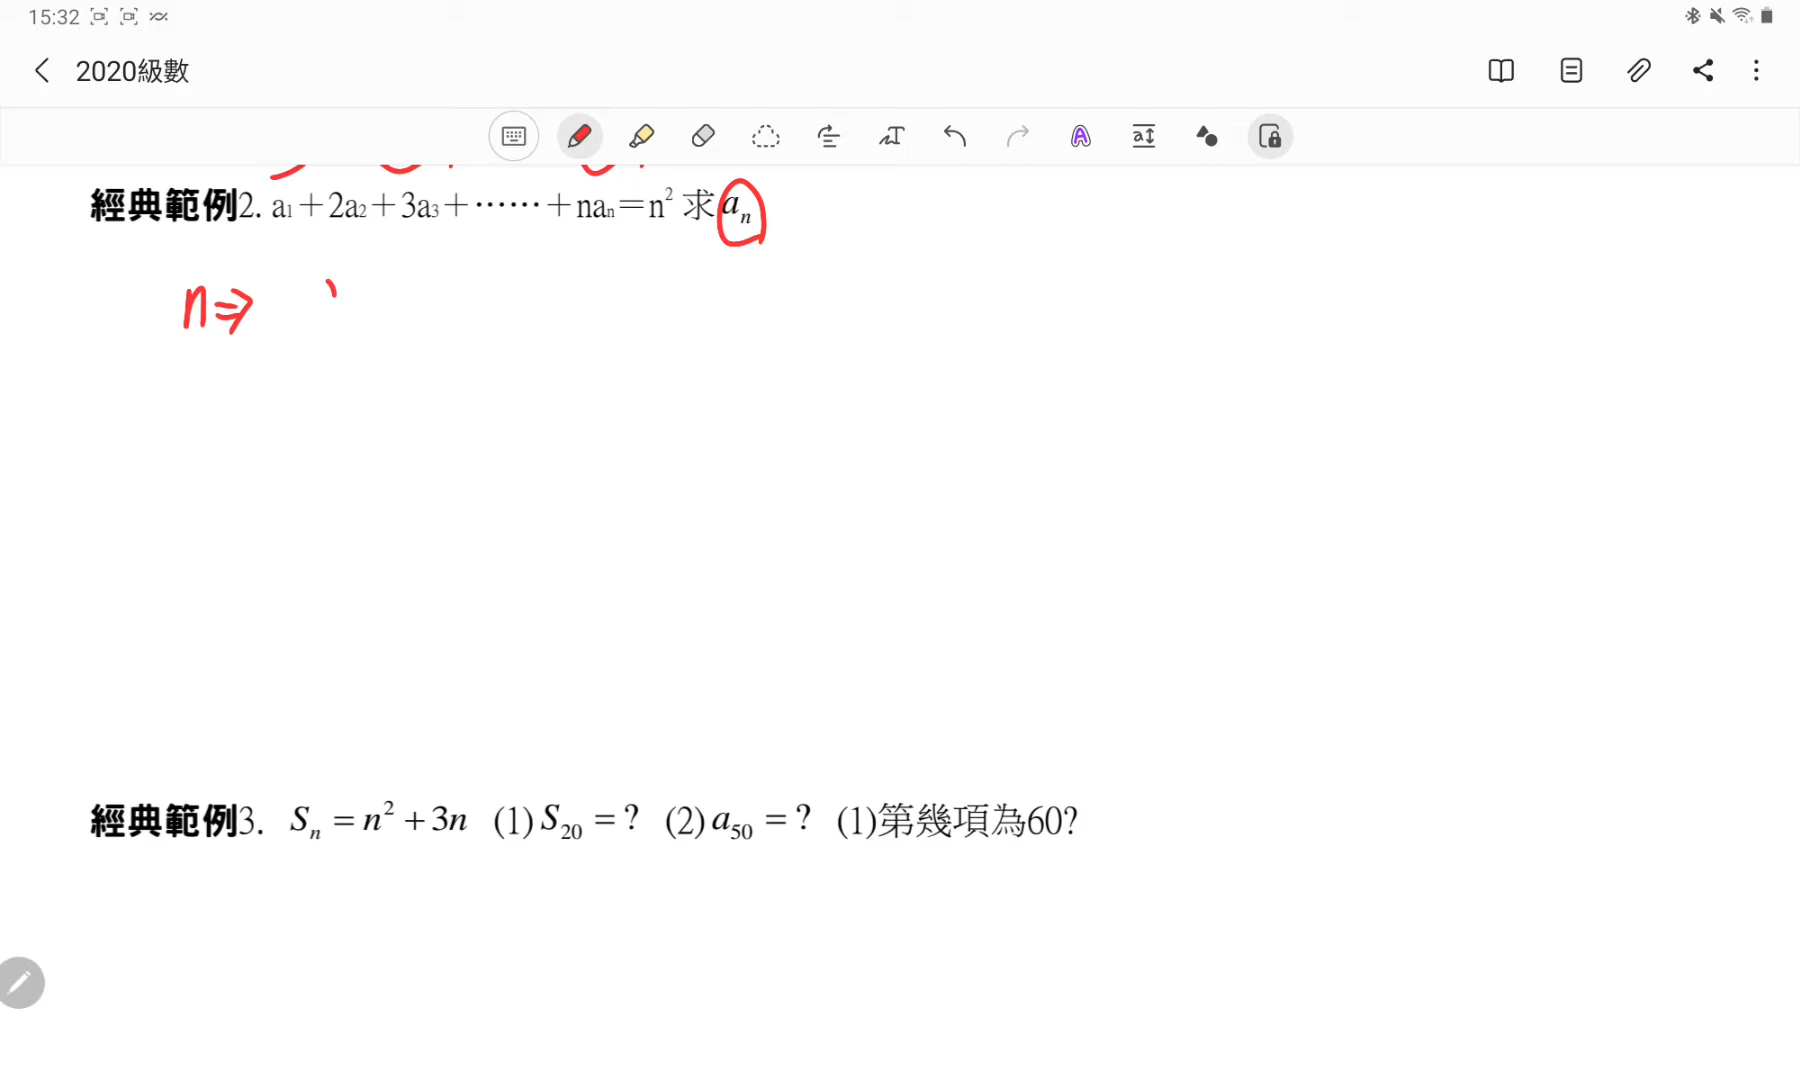 15:32
2020級數
經典範例2. a₁＋2a₂＋3a₃＋……＋naₙ＝n² 求 aₙ
n⇒
經典範例3. Sₙ = n² + 3n (1) S₂₀ = ? (2) a₅₀ = ? (1)第幾項為60?